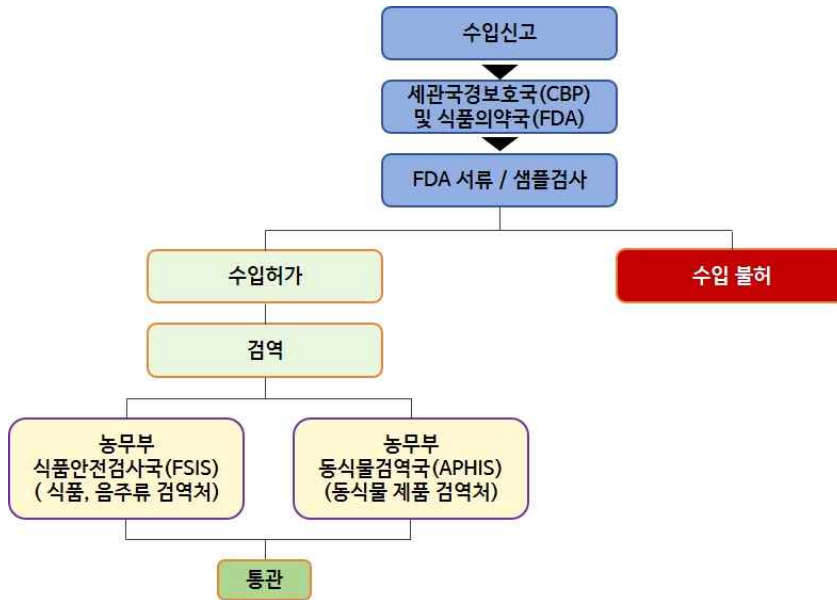 수입신고
세관국경보호국(CBP)
및 식품의약국(FDA)
FDA 서류 / 샘플검사
수입허가
수입 불허
검역
농무부
식품안전검사국(FSIS)
( 식품, 음주류 검역처)
농무부
동식물검역국(APHIS)
(동식물 제품 검역처)
통관